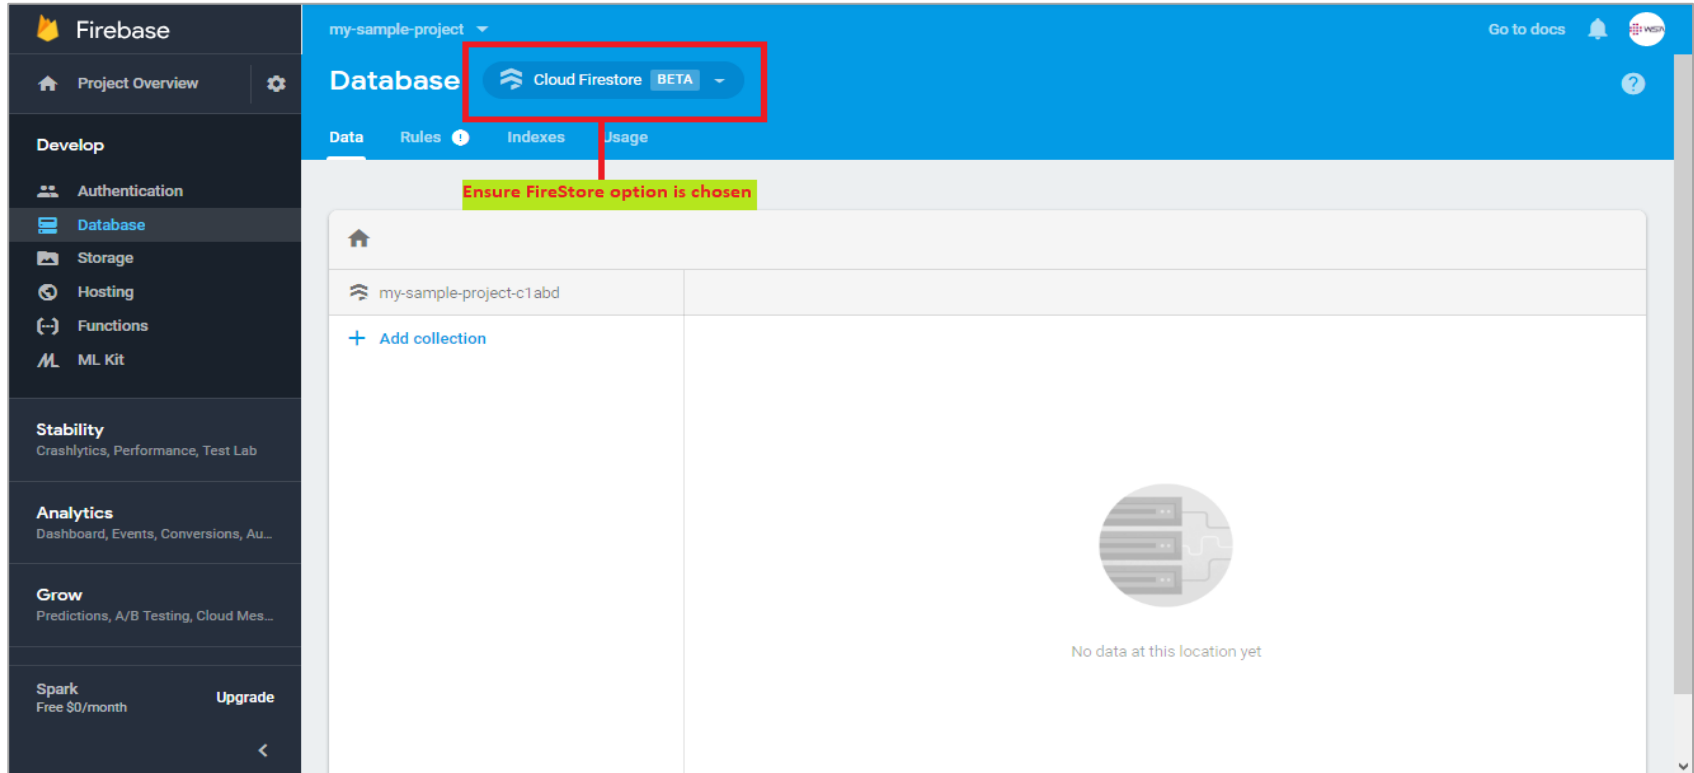 Firebase
my-sample-project
Go to docs
Project Overview
Database
Cloud Firestore BETA
Develop
Data Rules Indexes Usage
Authentication
Ensure FireStore option is chosen
Database
Storage
Hosting
Functions
ML Kit
my-sample-project-c1abd
Add collection
Stability
Crashlytics, Performance, Test Lab
Analytics
Dashboard, Events, Conversions, Au...
Grow
Predictions, A/B Testing, Cloud Mes...
No data at this location yet
Spark
Free $0/month
Upgrade